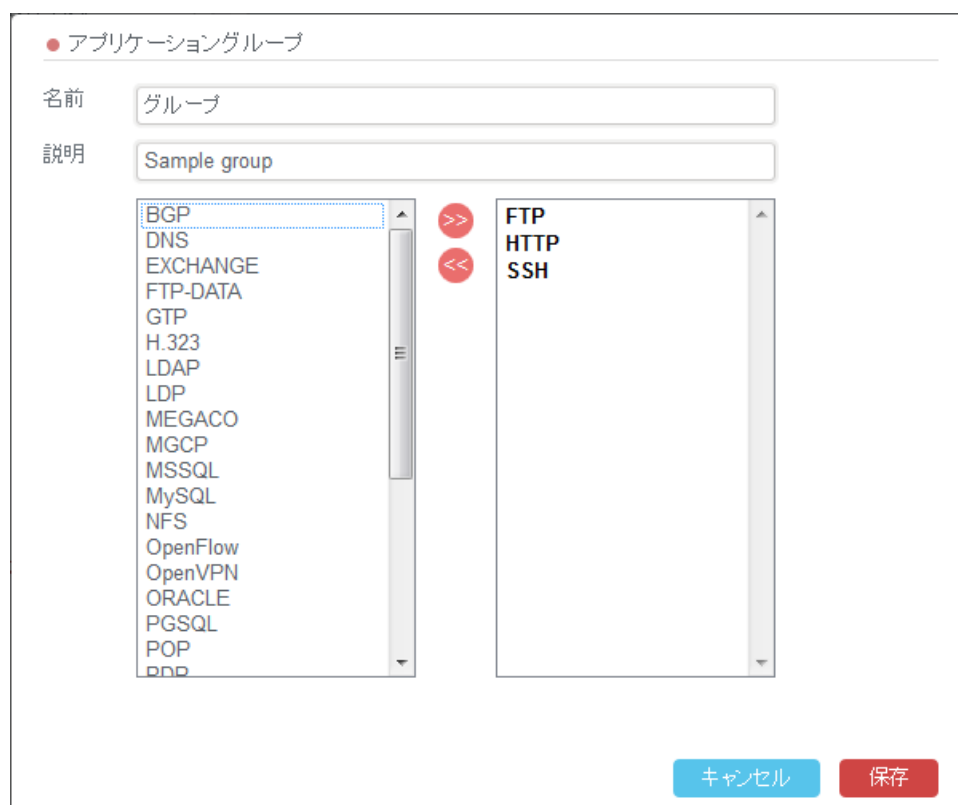 アプリケーショングループ
名前
グループ
説明
Sample group
BGP
DNS
EXCHANGE
FTP-DATA
GTP
H.323
LDAP
LDP
MEGACO
MGCP
MSSQL
MySQL
NFS
OpenFlow
OpenVPN
ORACLE
PGSQL
POP
>>
<<
FTP
HTTP
SSH
キャンセル
保存